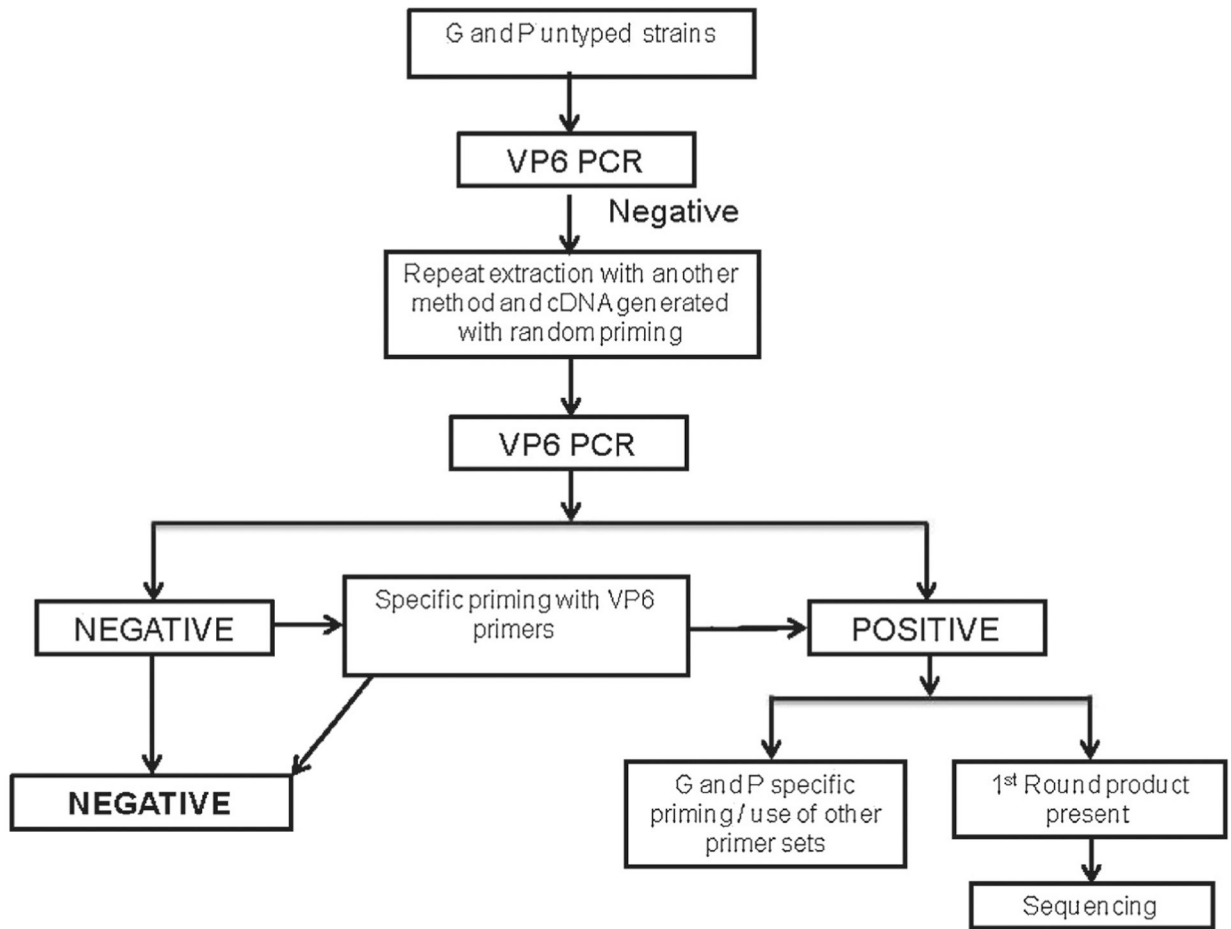 G and P untyped strains
VP6 PCR
Negative
Repeat extraction with another
method and cDNA generated
with random priming
VP6 PCR
NEGATIVE
Specific priming with VP6
primers
POSITIVE
NEGATIVE
G and P specific
priming / use of other
primer sets
1st Round product
present
Sequencing